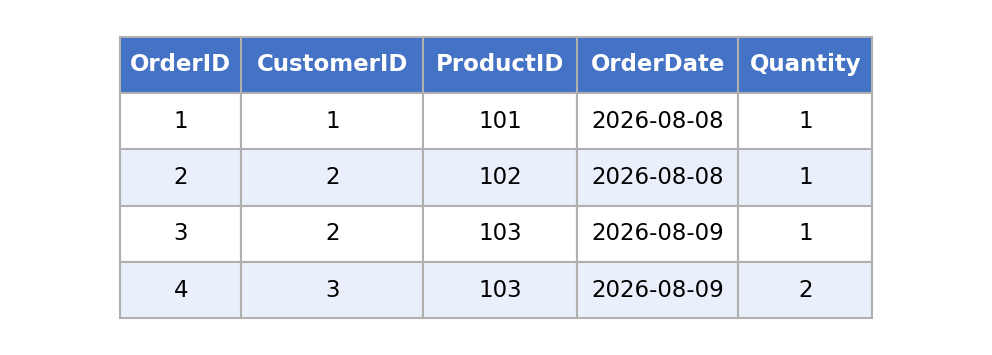 OrderID CustomerID ProductID OrderDate Quantity
1 1 101 2026-08-08 1
2 2 102 2026-08-08 1
3 2 103 2026-08-09 1
4 3 103 2026-08-09 2